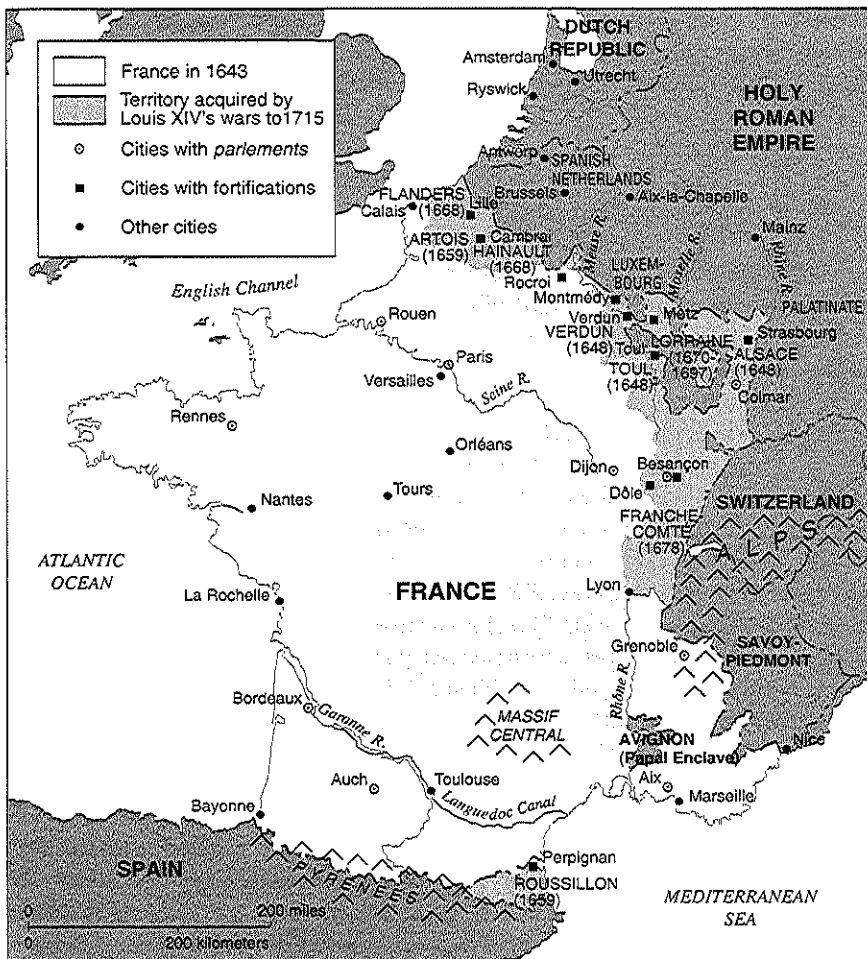 France in 1643
Territory acquired by
Louis XIV's wars to 1715
Cities with parlements
Cities with fortifications
Other cities
DUTCH
REPUBLIC
Amsterdam
Utrecht
Ryswick
HOLY
ROMAN
EMPIRE
Antwerp
SPANISH
NETHERLANDS
Brussels
Aix-la-Chapelle
FLANDERS
(1668)
Lille
Calais
ARTOIS
(1659)
Cambrai
HAINAULT
(1668)
Mainz
Meuse R.
Moselle R.
Rhine R.
LUXEM-
BOURG
Rocroi
Montmédy
PALATINATE
English Channel
Rouen
Verdun
VERDUN
(1648)
Metz
Strasbourg
Toul
TOUL
(1648)
LORRAINE
(1670-
1697)
ALSACE
(1648)
Colmar
Paris
Versailles
Seine R.
Rennes
Orléans
Dijon
Besançon
Dôle
Nantes
Tours
SWITZERLAND
ALPS
FRANCHE
COMTÉ
(1678)
ATLANTIC
OCEAN
La Rochelle
FRANCE
Lyon
Grenoble
SAVOY-
PIEDMONT
Rhône R.
Bordeaux
Garonne R.
MASSIF
CENTRAL
AVIGNON
(Papal Enclave)
Nice
Auch
Toulouse
Aix
Marseille
Bayonne
Languedoc Canal
SPAIN
PYRENEES
Perpignan
ROUSSILLON
(1659)
MEDITERRANEAN
SEA
0 200 miles
0 200 kilometers